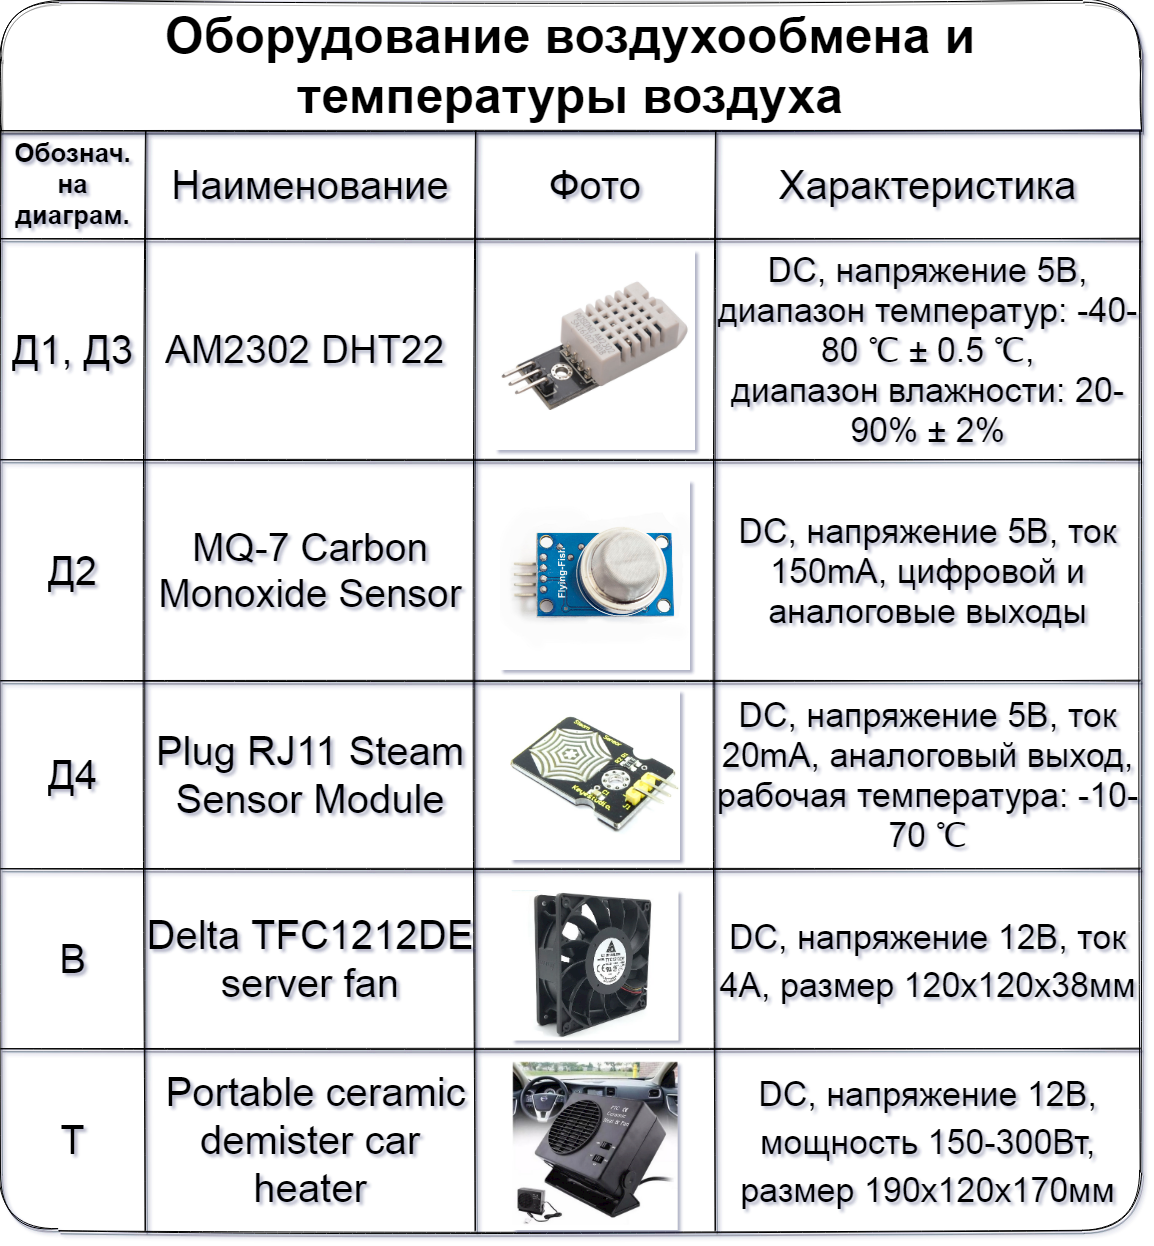 Оборудование воздухообмена и
температуры воздуха
Обознач.
на
диаграм.
Наименование
Фото
Характеристика
Д1, Д3
AM2302 DHT22
DC, напряжение 5В,
диапазон температур: -40-
80 ℃ ± 0.5 ℃,
диапазон влажности: 20-
90% ± 2%
Д2
MQ-7 Carbon
Monoxide Sensor
Flying-Fish
DC, напряжение 5В, ток
150mA, цифровой и
аналоговые выходы
Д4
Plug RJ11 Steam
Sensor Module
Steam Sensor
Keyestudio
DC, напряжение 5В, ток
20mA, аналоговый выход,
рабочая температура: -10-
70 ℃
В
Delta TFC1212DE
server fan
DC, напряжение 12В, ток
4А, размер 120х120х38мм
Т
Portable ceramic
demister car
heater
DC, напряжение 12В,
мощность 150-300Вт,
размер 190х120х170мм